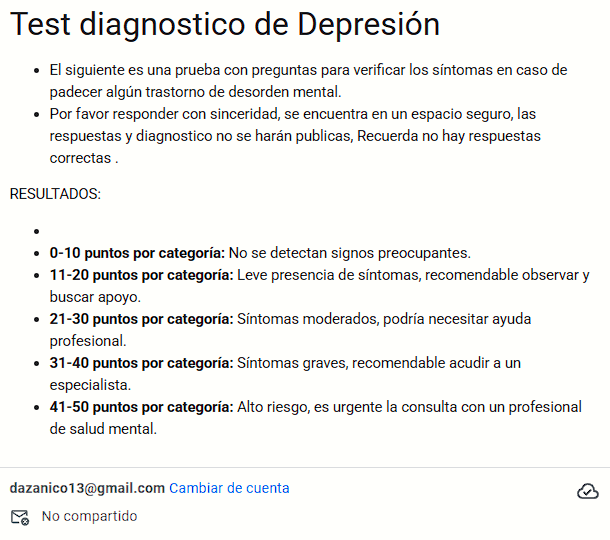 Test diagnostico de Depresión
El siguiente es una prueba con preguntas para verificar los síntomas en caso de
padecer algún trastorno de desorden mental.
Por favor responder con sinceridad, se encuentra en un espacio seguro, las
respuestas y diagnostico no se harán publicas, Recuerda no hay respuestas
correctas .
RESULTADOS:
0-10 puntos por categoría: No se detectan signos preocupantes.
11-20 puntos por categoría: Leve presencia de síntomas, recomendable observar y
buscar apoyo.
21-30 puntos por categoría: Síntomas moderados, podría necesitar ayuda
profesional.
31-40 puntos por categoría: Síntomas graves, recomendable acudir a un
especialista.
41-50 puntos por categoría: Alto riesgo, es urgente la consulta con un profesional
de salud mental.
dazanico13@gmail.com Cambiar de cuenta
No compartido